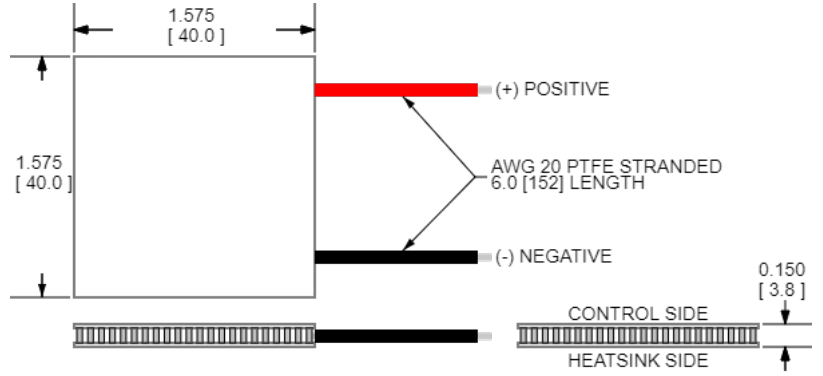 1.575
[ 40.0 ]
(+) POSITIVE
1.575
[ 40.0 ]
AWG 20 PTFE STRANDED
6.0 [152] LENGTH
(-) NEGATIVE
0.150
[ 3.8 ]
CONTROL SIDE
HEATSINK SIDE